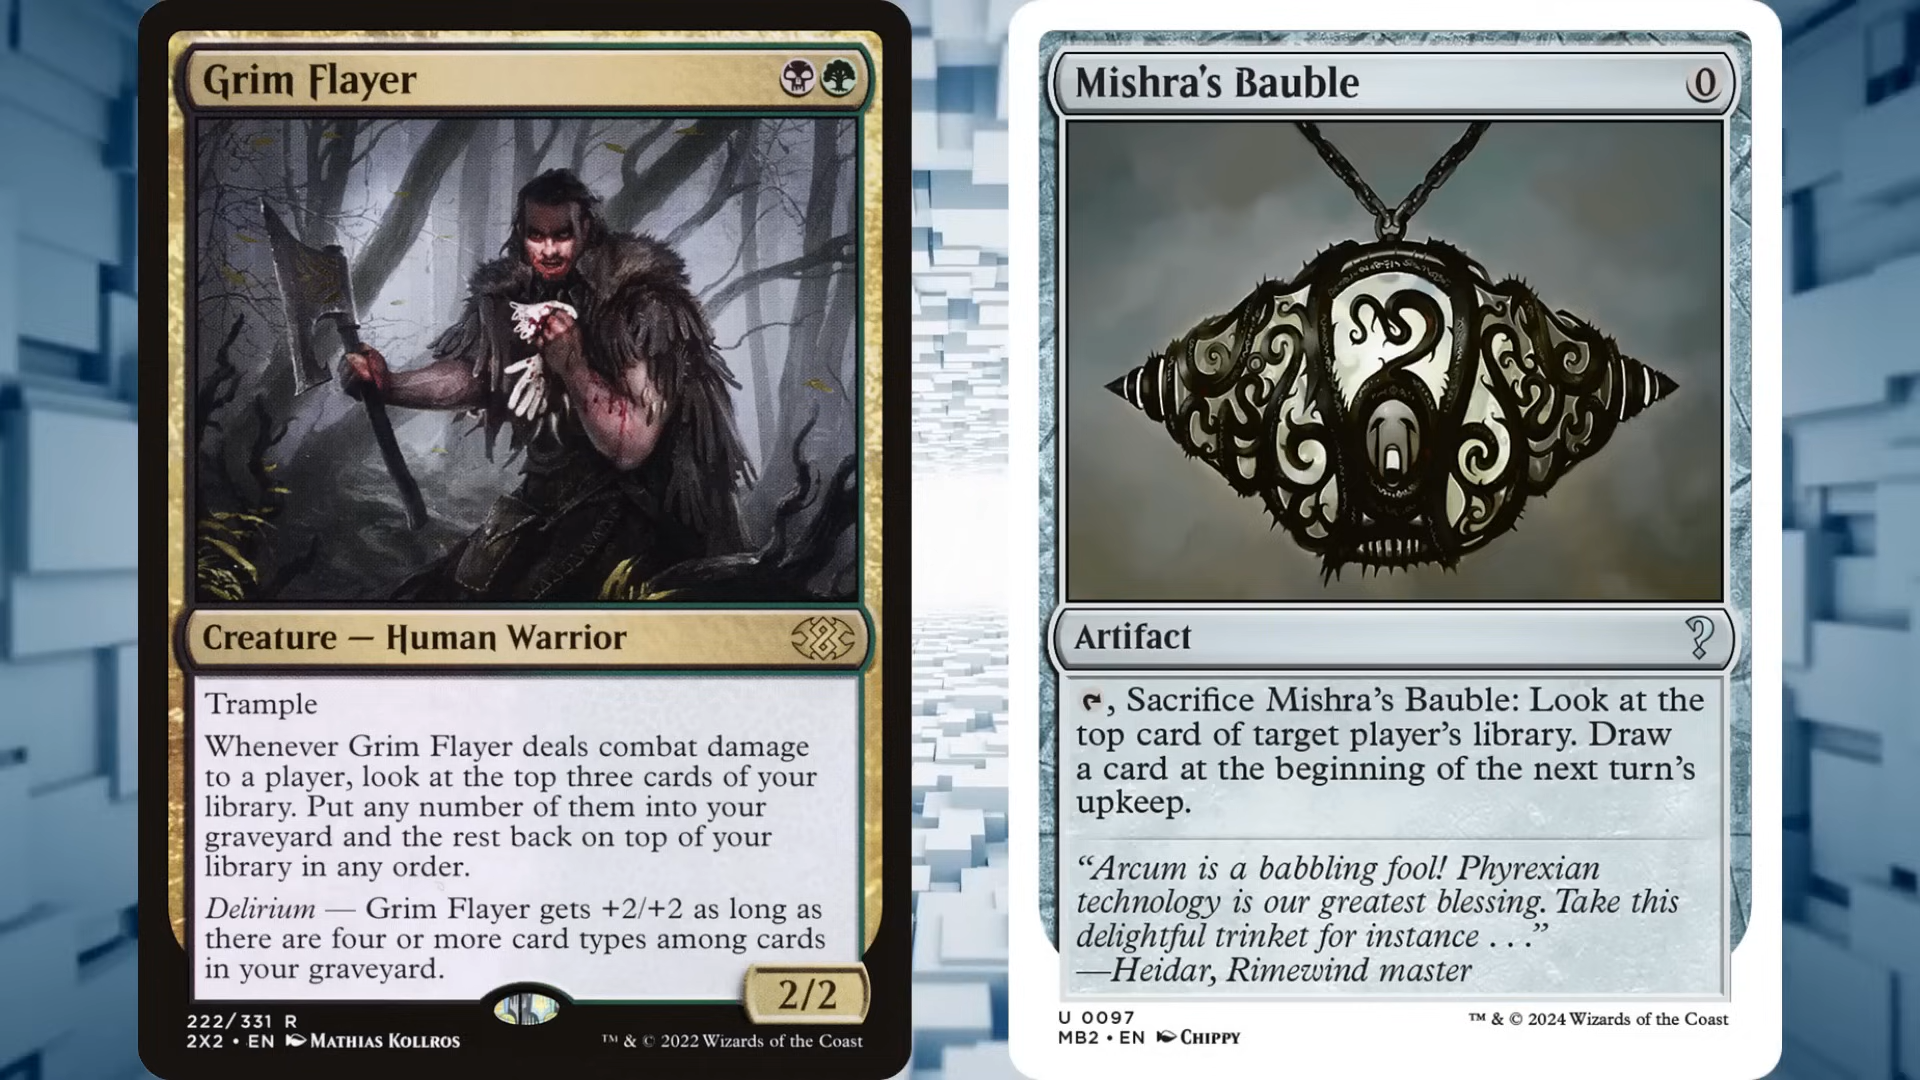 Grim Flayer
Creature — Human Warrior
Trample
Whenever Grim Flayer deals combat damage
to a player, look at the top three cards of your
library. Put any number of them into your
graveyard and the rest back on top of your
library in any order.
Delirium — Grim Flayer gets +2/+2 as long as
there are four or more card types among cards
in your graveyard.
2/2
222/331 R
2X2 • EN Mathias Kollros
™ & © 2022 Wizards of the Coast
Mishra's Bauble
0
Artifact
, Sacrifice Mishra's Bauble: Look at the
top card of target player's library. Draw
a card at the beginning of the next turn's
upkeep.
“Arcum is a babbling fool! Phyrexian
technology is our greatest blessing. Take this
delightful trinket for instance . . .”
—Heidar, Rimewind master
U 0097
MB2 • EN Chippy
™ & © 2024 Wizards of the Coast